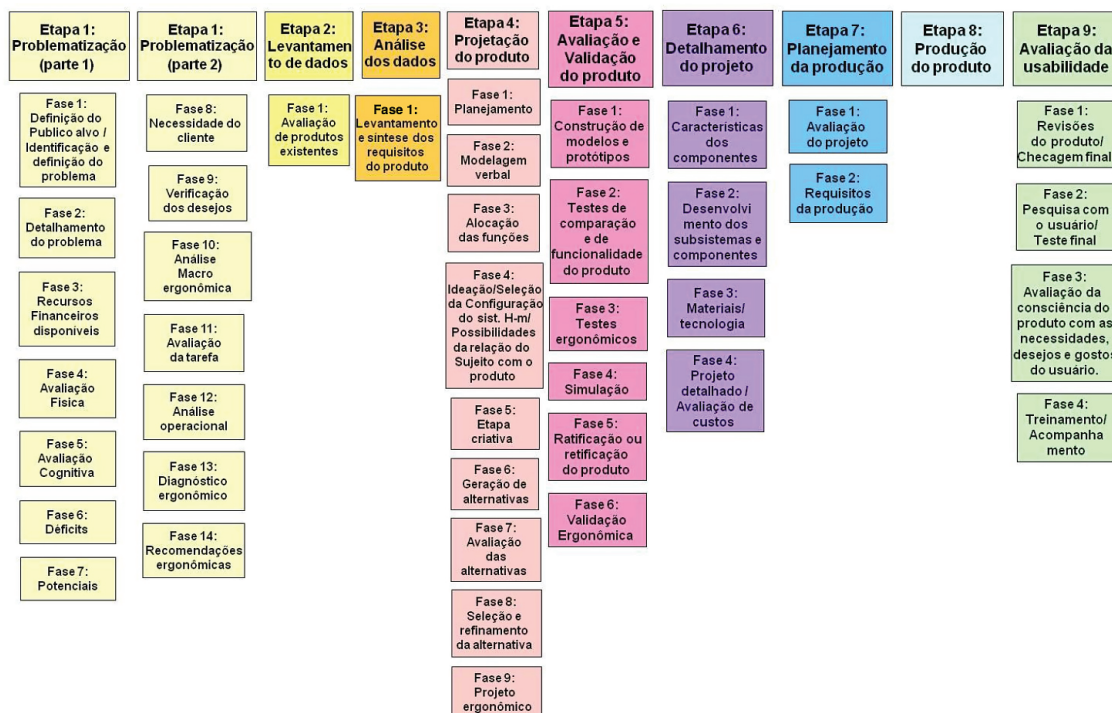 Etapa 1:
Problematização
(parte 1)
Fase 1:
Definição do
Publico alvo /
Identificação e
definição do
problema
Fase 2:
Detalhamento
do problema
Fase 3:
Recursos
Financeiros
disponíveis
Fase 4:
Avaliação
Física
Fase 5:
Avaliação
Cognitiva
Fase 6:
Déficits
Fase 7:
Potenciais
Etapa 1:
Problematização
(parte 2)
Fase 8:
Necessidade do
cliente
Fase 9:
Verificação
dos desejos
Fase 10:
Análise
Macro
ergonômica
Fase 11:
Avaliação
da tarefa
Fase 12:
Análise
operacional
Fase 13:
Diagnóstico
ergonômico
Fase 14:
Recomendações
ergonômicas
Etapa 2:
Levantamen
to de dados
Fase 1:
Avaliação
de produtos
existentes
Etapa 3:
Análise
dos dados
Fase 1:
Levantamento
e síntese dos
requisitos
do produto
Etapa 4:
Projetação
do produto
Fase 1:
Planejamento
Fase 2:
Modelagem
verbal
Fase 3:
Alocação
das funções
Fase 4:
Ideação/Seleção
da Configuração
do sist. H-m/
Possibilidades
da relação do
Sujeito com o
produto
Fase 5:
Etapa
criativa
Fase 6:
Geração de
alternativas
Fase 7:
Avaliação
das
alternativas
Fase 8:
Seleção e
refinamento
da alternativa
Fase 9:
Projeto
ergonômico
Etapa 5:
Avaliação e
Validação
do produto
Fase 1:
Construção de
modelos e
protótipos
Fase 2:
Testes de
comparação
e de
funcionalidade
do produto
Fase 3:
Testes
ergonômicos
Fase 4:
Simulação
Fase 5:
Ratificação ou
retificação
do produto
Fase 6:
Validação
Ergonômica
Etapa 6:
Detalhamento
do projeto
Fase 1:
Características
dos
componentes
Fase 2:
Desenvolvi
mento dos
subsistemas e
componentes
Fase 3:
Materiais/
tecnologia
Fase 4:
Projeto
detalhado /
Avaliação de
custos
Etapa 7:
Planejamento
da produção
Fase 1:
Avaliação
do projeto
Fase 2:
Requisitos
da produção
Etapa 8:
Produção
do produto
Etapa 9:
Avaliação da
usabilidade
Fase 1:
Revisões
do produto/
Checagem final
Fase 2:
Pesquisa com
o usuário/
Teste final
Fase 3:
Avaliação da
consciência do
produto com as
necessidades,
desejos e gostos
do usuário.
Fase 4:
Treinamento/
Acompanha
mento